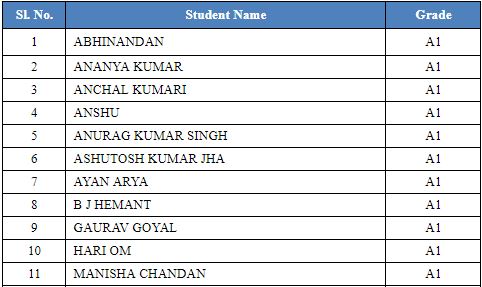 Sl. No. Student Name Grade
1 ABHINANDAN A1
2 ANANYA KUMAR A1
3 ANCHAL KUMARI A1
4 ANSHU A1
5 ANURAG KUMAR SINGH A1
6 ASHUTOSH KUMAR JHA A1
7 AYAN ARYA A1
8 B J HEMANT A1
9 GAURAV GOYAL A1
10 HARI OM A1
11 MANISHA CHANDAN A1